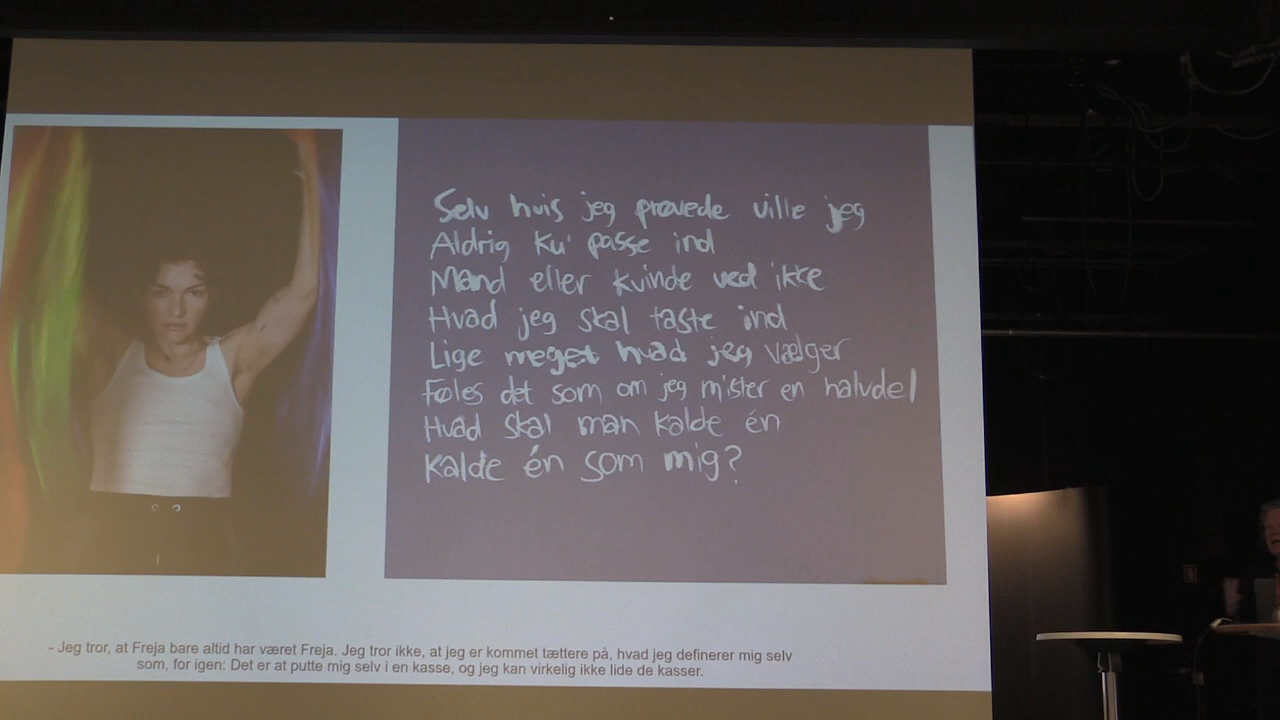 Selv hvis jeg prøvede ville jeg
Aldrig ku' passe ind
Mand eller kvinde ved ikke
Hvad jeg skal taste ind
Lige meget hvad jeg vælger
Føles det som om jeg mister en halvdel
Hvad skal man kalde én
Kalde én som mig?
- Jeg tror, at Freja bare altid har været Freja. Jeg tror ikke, at jeg er kommet tættere på, hvad jeg definerer mig selv
som, for igen: Det er at putte mig selv i en kasse, og jeg kan virkelig ikke lide de kasser.